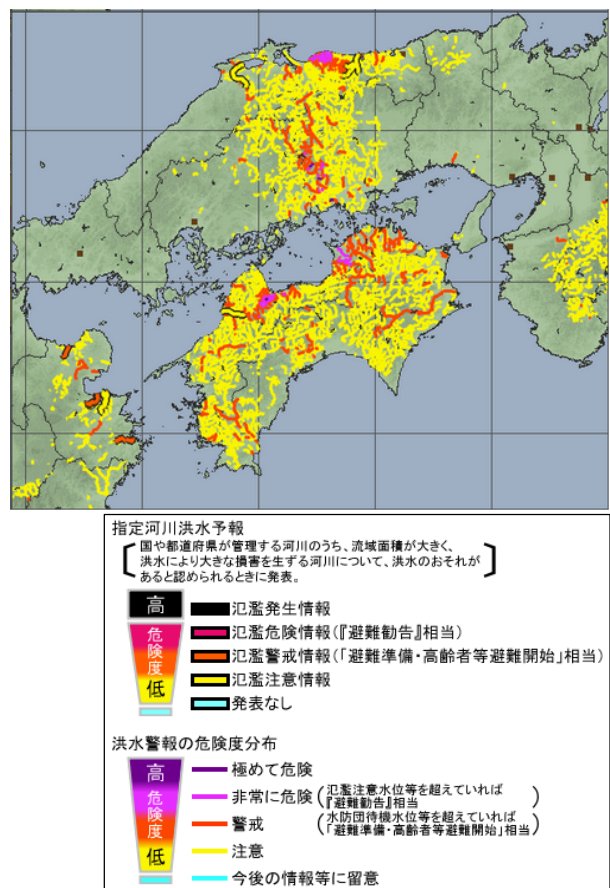 指定河川洪水予報
国や都道府県が管理する河川のうち、流域面積が大きく、
洪水により大きな損害を生ずる河川について、洪水のおそれが
あると認められるときに発表。
高
危険度
低
氾濫発生情報
氾濫危険情報(『避難勧告』相当)
氾濫警戒情報(「避難準備・高齢者等避難開始」相当)
氾濫注意情報
発表なし
洪水警報の危険度分布
高
危険度
低
極めて危険
非常に危険(氾濫注意水位等を超えていれば
『避難勧告』相当)
警戒(水防団待機水位等を超えていれば
「避難準備・高齢者等避難開始」相当)
注意
今後の情報等に留意